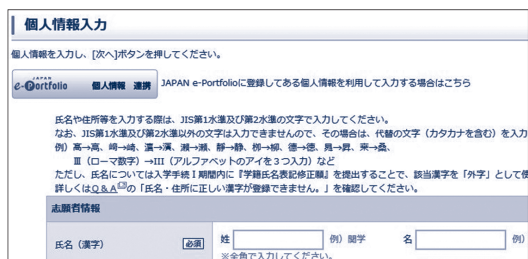 個人情報入力
個人情報を入力し、[次へ]ボタンを押してください。
JAPAN e-Portfolio 個人情報 連携 JAPAN e-Portfolioに登録してある個人情報を利用して入力する場合はこちら
氏名や住所等を入力する際は、JIS第1水準及び第2水準の文字で入力してください。
なお、JIS第1水準及び第2水準以外の文字は入力できませんので、その場合は、代替の文字（カタカナを含む）を入力
例）髙→高、﨑→崎、濵→濱、瀨→瀬、靜→静、栁→柳、德→徳、晃→昇、来→桑、
Ⅲ（ローマ数字）→III（アルファベットのアイを３つ入力）など
ただし、氏名については入学手続Ⅰ期間内に『学籍氏名表記修正願』を提出することで、該当漢字を「外字」として使
詳しくはQ＆Aの「氏名・住所に正しい漢字が登録できません。」を確認してください。
志願者情報
氏名（漢字） 必須 姓 例）関学 名 例）
※全角で入力してください。